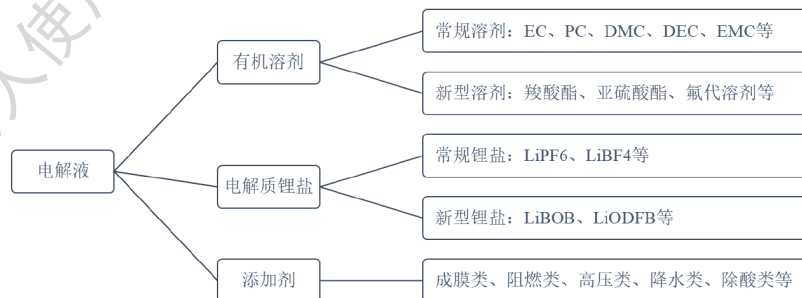 常规溶剂：EC、PC、DMC、DEC、EMC等
有机溶剂
新型溶剂：羧酸酯、亚硫酸酯、氟代溶剂等
常规锂盐：LiPF6、LiBF4等
电解液
电解质锂盐
新型锂盐：LiBOB、LiODFB等
添加剂
成膜类、阻燃类、高压类、降水类、除酸类等
人使